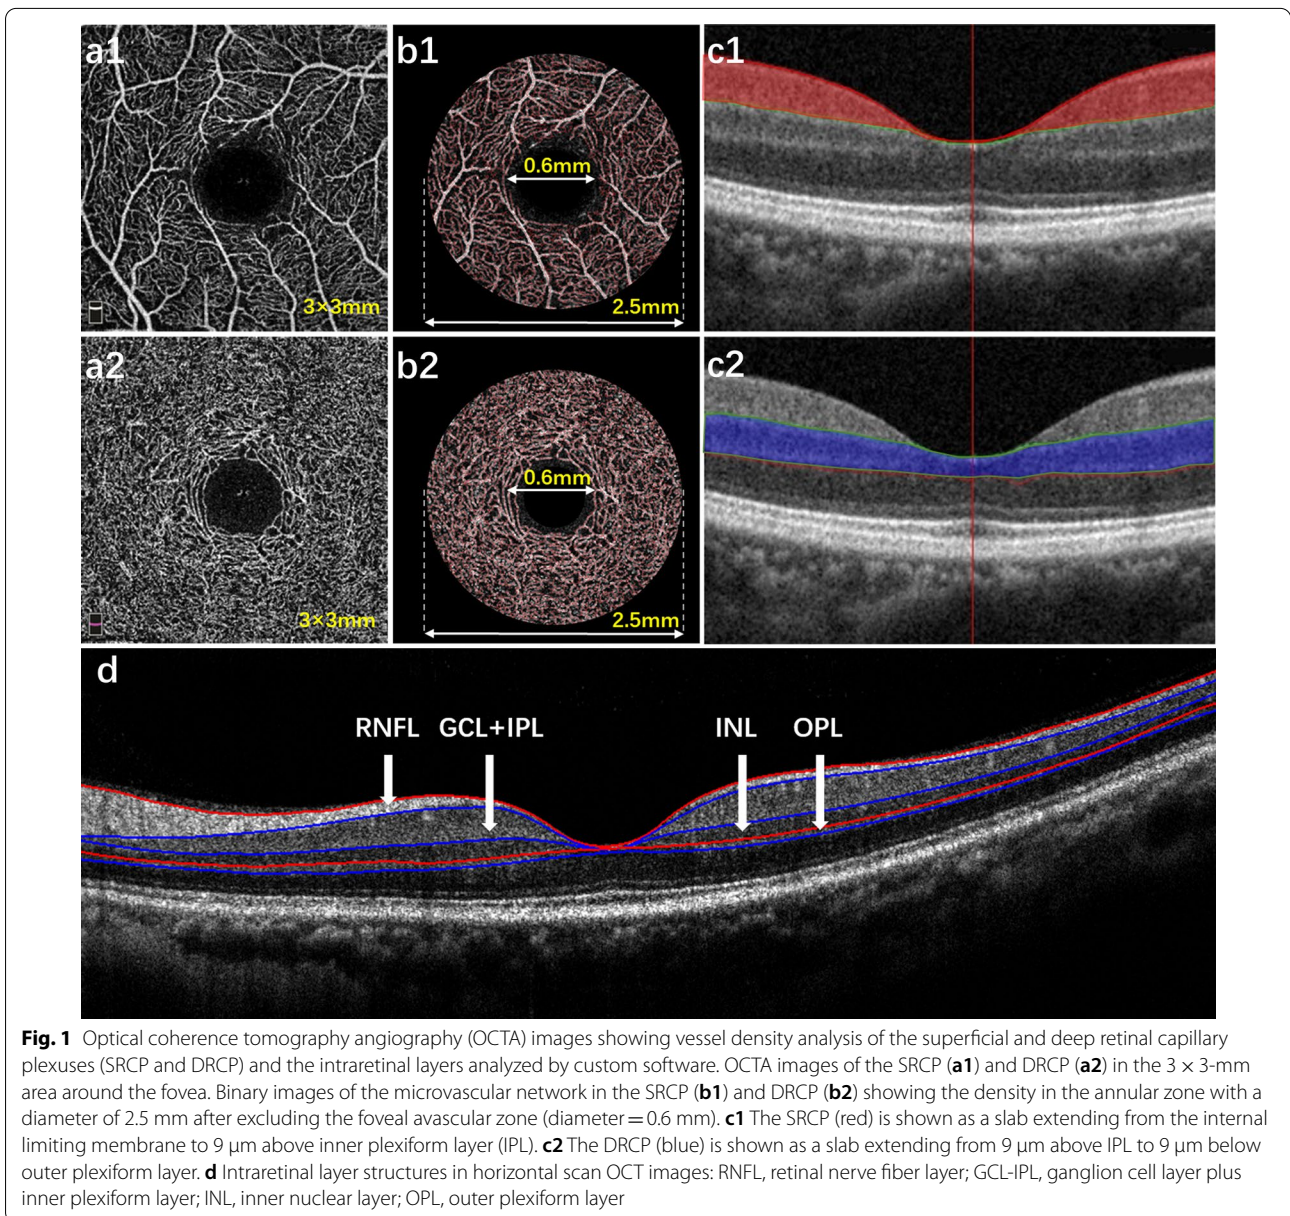 a1
3×3mm
b1
0.6mm
2.5mm
c1
a2
3×3mm
b2
0.6mm
2.5mm
c2
d
RNFL GCL+IPL INL OPL
Fig. 1 Optical coherence tomography angiography (OCTA) images showing vessel density analysis of the superficial and deep retinal capillary
plexuses (SRCP and DRCP) and the intraretinal layers analyzed by custom software. OCTA images of the SRCP (a1) and DRCP (a2) in the 3 × 3-mm
area around the fovea. Binary images of the microvascular network in the SRCP (b1) and DRCP (b2) showing the density in the annular zone with a
diameter of 2.5 mm after excluding the foveal avascular zone (diameter = 0.6 mm). c1 The SRCP (red) is shown as a slab extending from the internal
limiting membrane to 9 μm above inner plexiform layer (IPL). c2 The DRCP (blue) is shown as a slab extending from 9 μm above IPL to 9 μm below
outer plexiform layer. d Intraretinal layer structures in horizontal scan OCT images: RNFL, retinal nerve fiber layer; GCL-IPL, ganglion cell layer plus
inner plexiform layer; INL, inner nuclear layer; OPL, outer plexiform layer